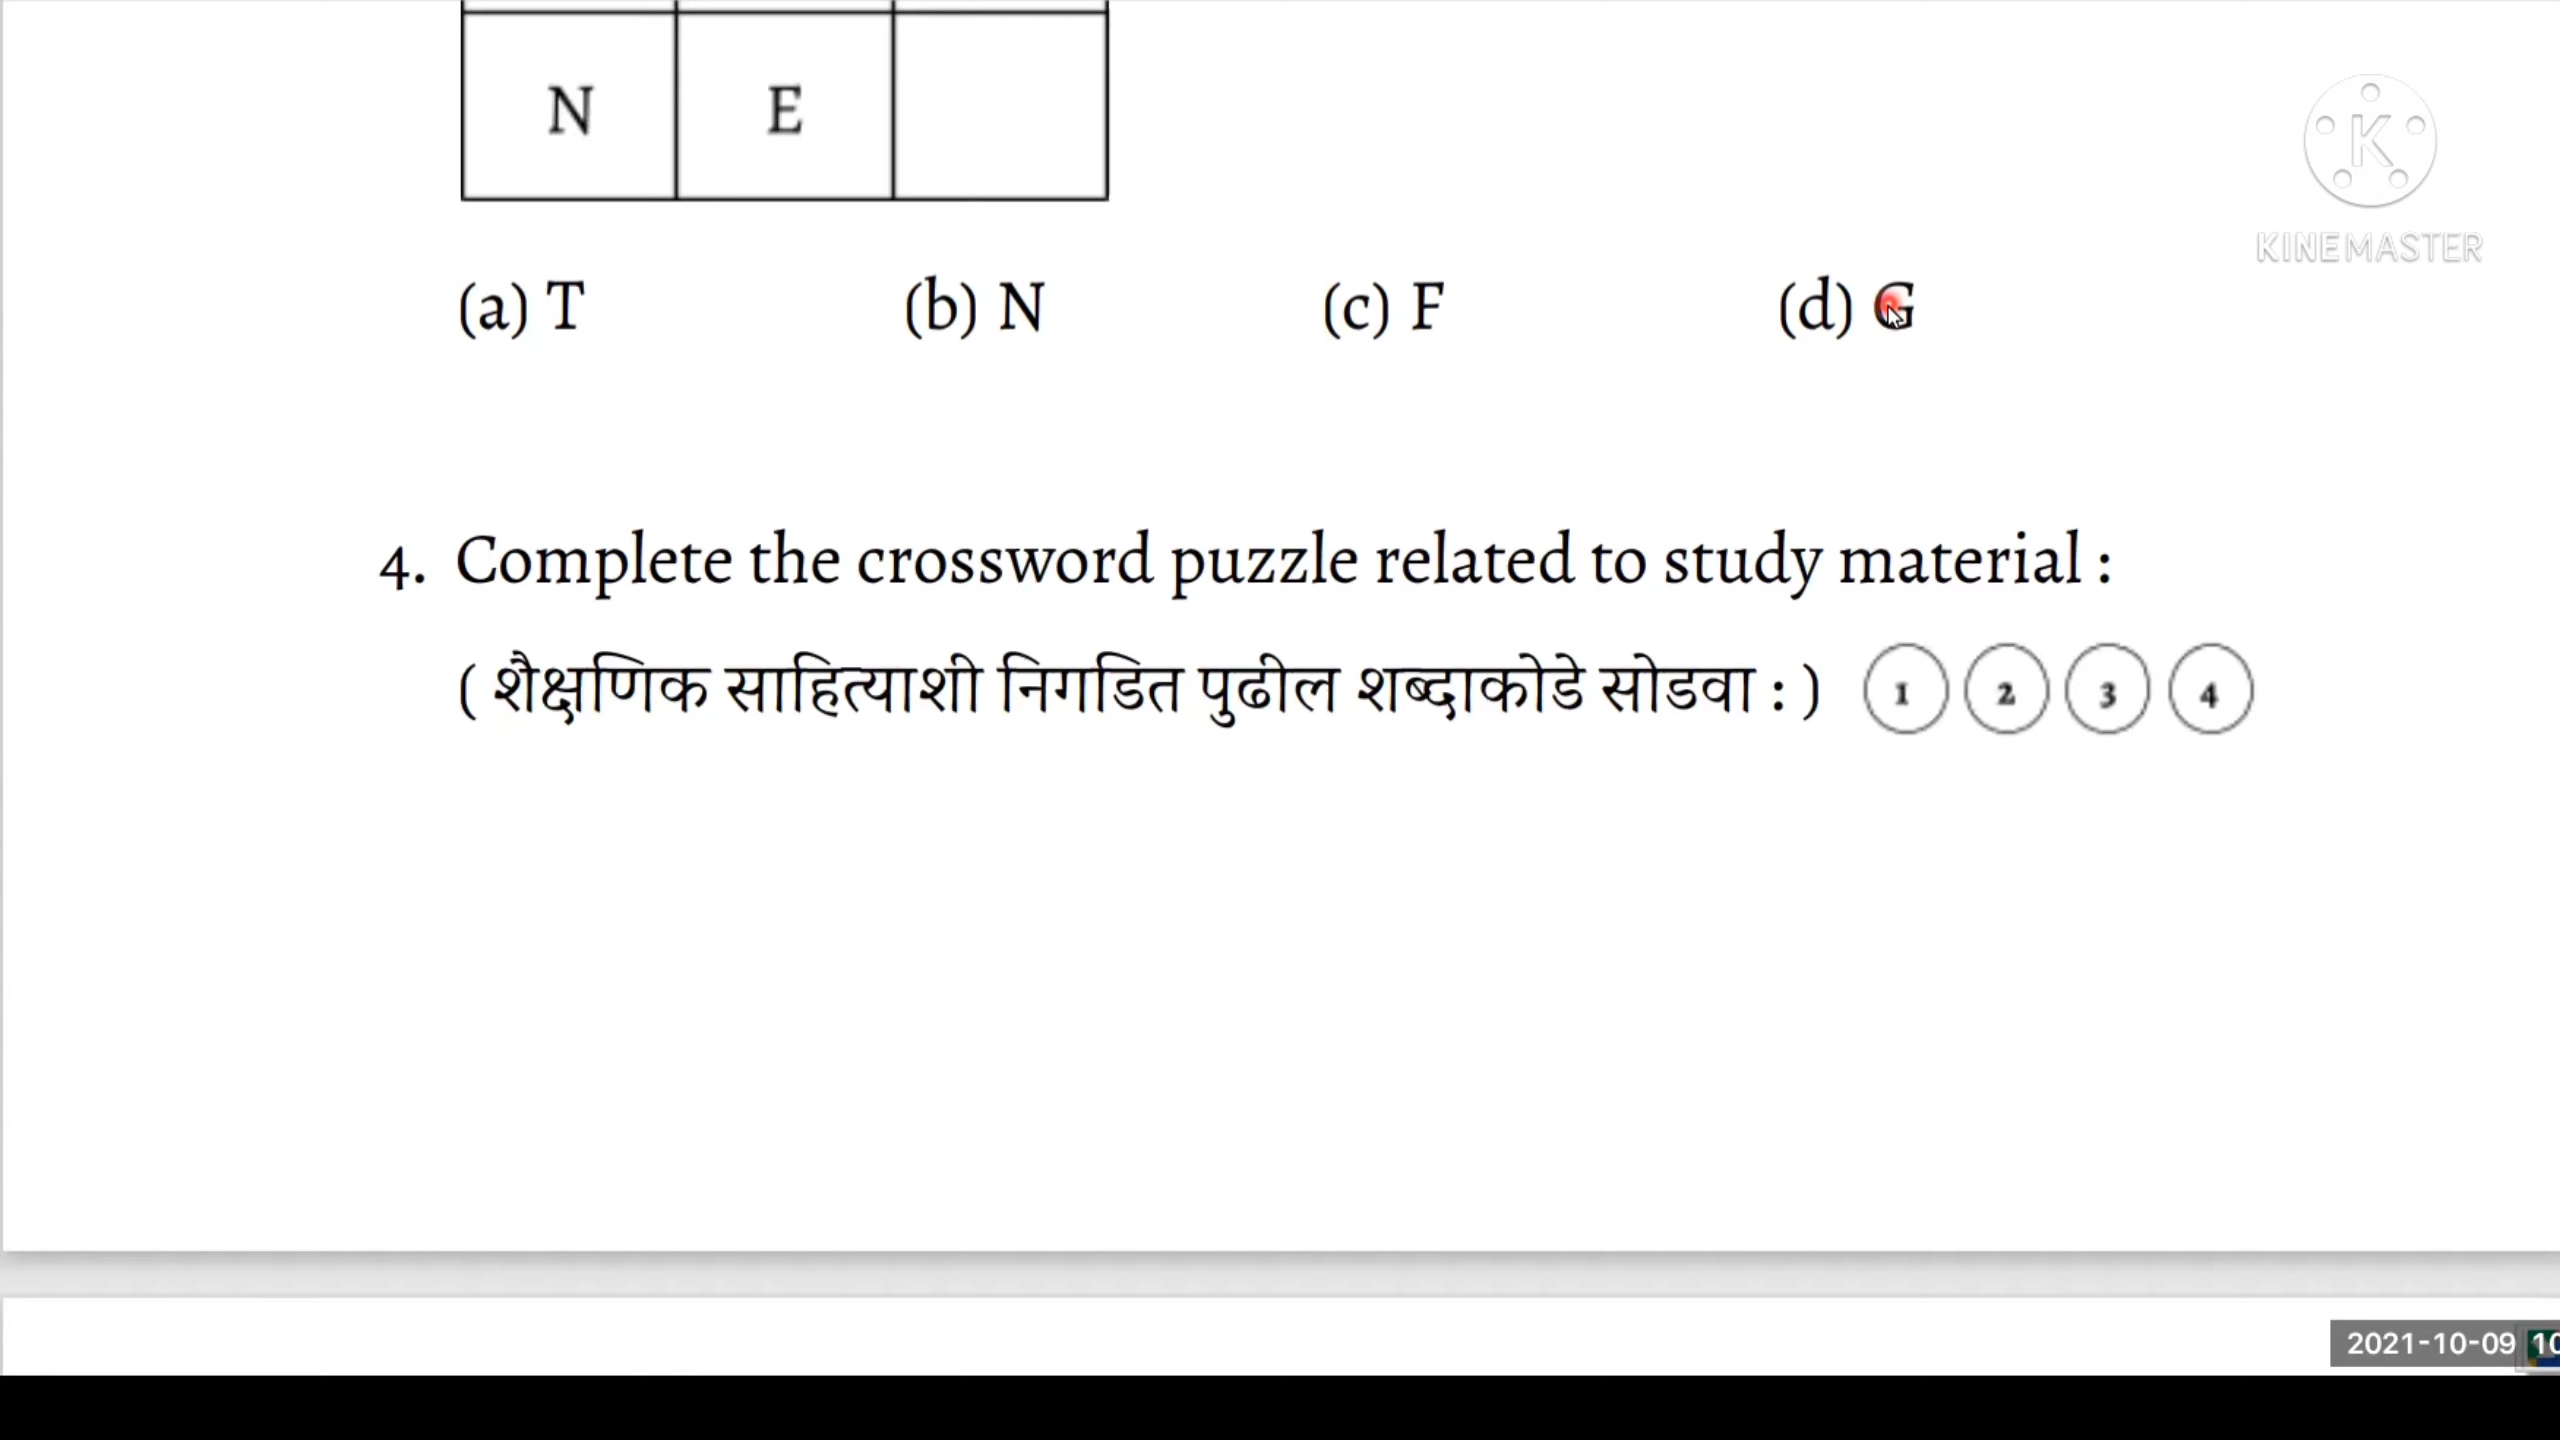 N E
K
KINEMASTER
(a) T (b) N (c) F (d) G
4. Complete the crossword puzzle related to study material :
( शैक्षणिक साहित्याशी निगडित पुढील शब्दाकोडे सोडवा : ) 1 2 3 4
2021-10-09 10